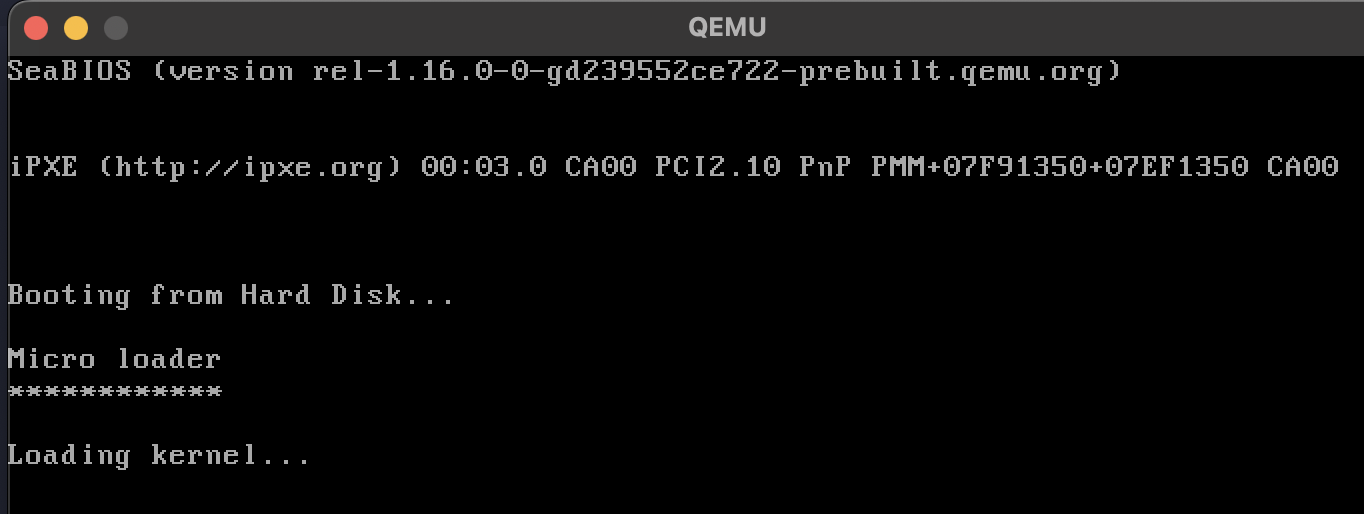 QEMU
SeaBIOS (version rel-1.16.0-0-gd239552ce722-prebuilt.qemu.org)
iPXE (http://ipxe.org) 00:03.0 CA00 PCI2.10 PnP PMM+07F91350+07EF1350 CA00
Booting from Hard Disk...
Micro loader
************
Loading kernel...